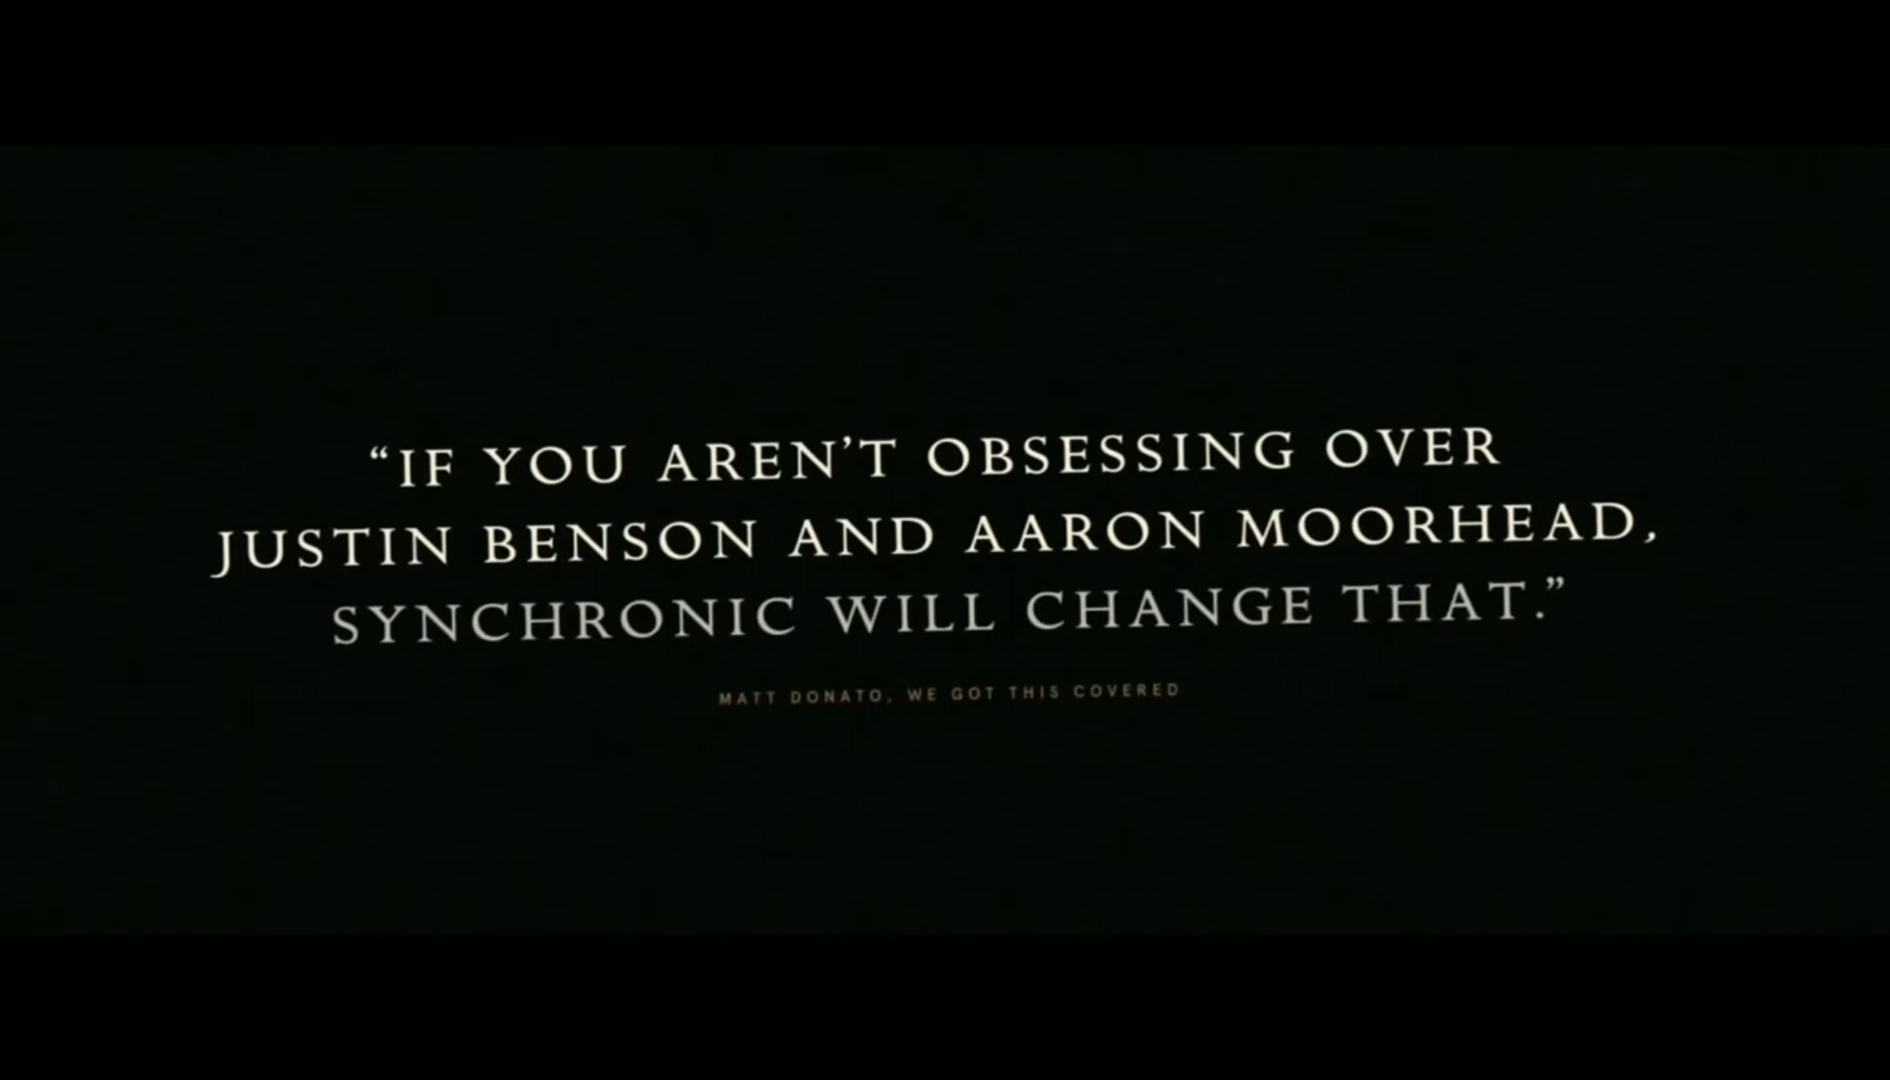 “IF YOU AREN’T OBSESSING OVER
JUSTIN BENSON AND AARON MOORHEAD,
SYNCHRONIC WILL CHANGE THAT.”
MATT DONATO, WE GOT THIS COVERED